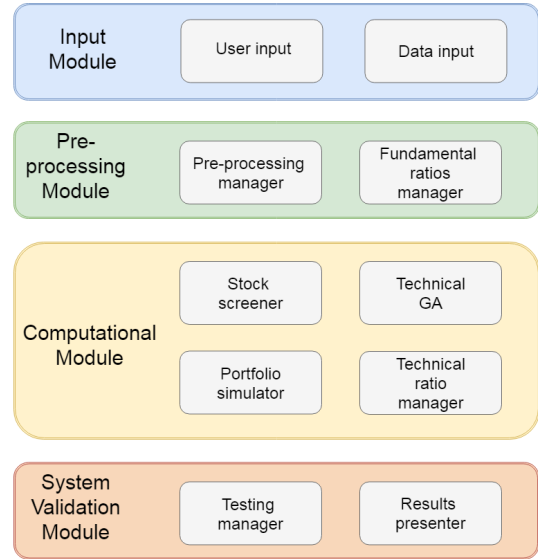 Input
Module
User input
Data input
Pre-
processing
Module
Pre-processing
manager
Fundamental
ratios
manager
Computational
Module
Stock
screener
Technical
GA
Portfolio
simulator
Technical
ratio
manager
System
Validation
Module
Testing
manager
Results
presenter